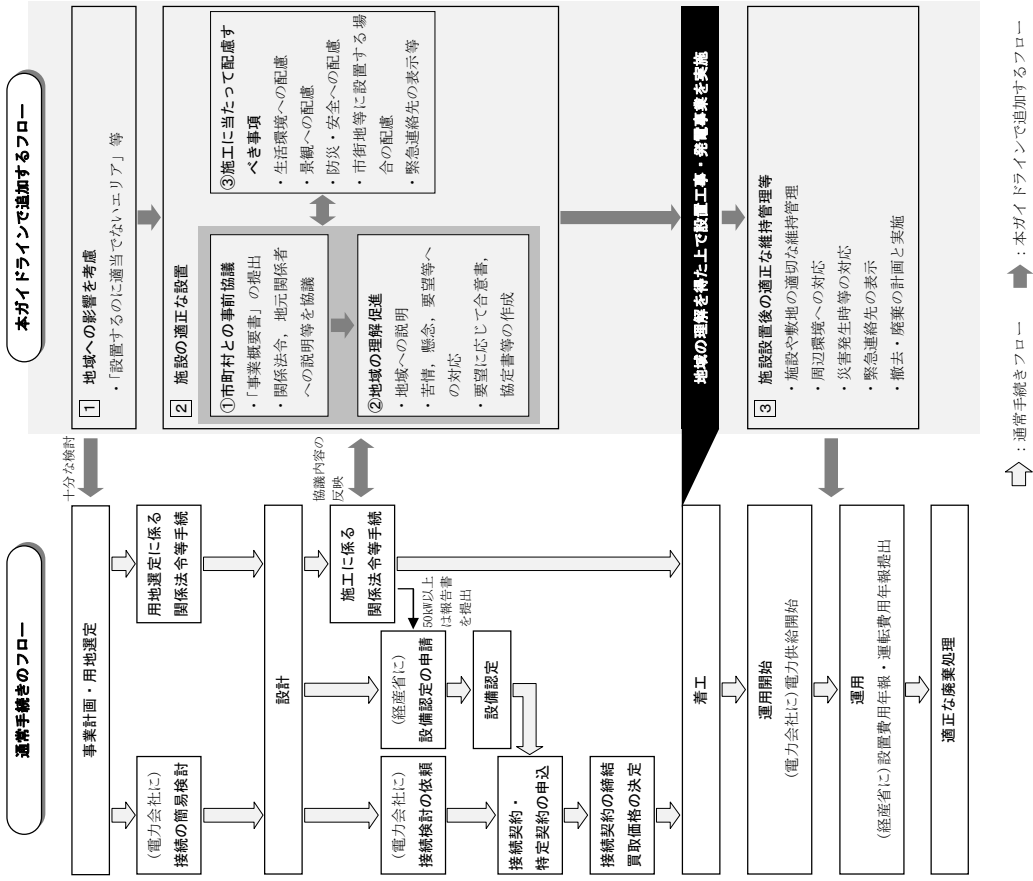 通常手続きのフロー
事業計画・用地選定
(電力会社に)
接続の簡易検討
用地選定に係る
関係法令等手続
設計
施工に係る
関係法令等手続
50kW以上
は報告書
を提出
(経産省に)
設備認定の申請
設備認定
(電力会社に)
接続検討の依頼
接続契約・
特定契約の申込
接続契約の締結
買取価格の決定
着工
運用開始
(電力会社に)電力供給開始
運用
(経産省に)設置費用年報・運転費用年報提出
適正な廃棄処理
十分な検討
協議内容の
反映
本ガイドラインで追加するフロー
1 地域への影響を考慮
・「設置するのに適当でないエリア」等
2 施設の適正な設置
①市町村との事前協議
・「事業概要書」の提出
・関係法令，地元関係者
への説明等を協議
②地域の理解促進
・地域への説明
・苦情，懸念，要望等へ
の対応
・要望に応じて合意書，
協定書等の作成
③施工に当たって配慮す
べき事項
・生活環境への配慮
・景観への配慮
・防災・安全への配慮
・市街地等に設置する場
合の配慮
・緊急連絡先の表示等
地域の理解を得た上で設置工事・発電事業を実施
3 施設設置後の適正な維持管理等
・施設や敷地の適切な維持管理
・周辺環境への対応
・災害発生時等の対応
・緊急連絡先の表示
・撤去・廃棄の計画と実施
：通常手続きフロー
：本ガイドラインで追加するフロー